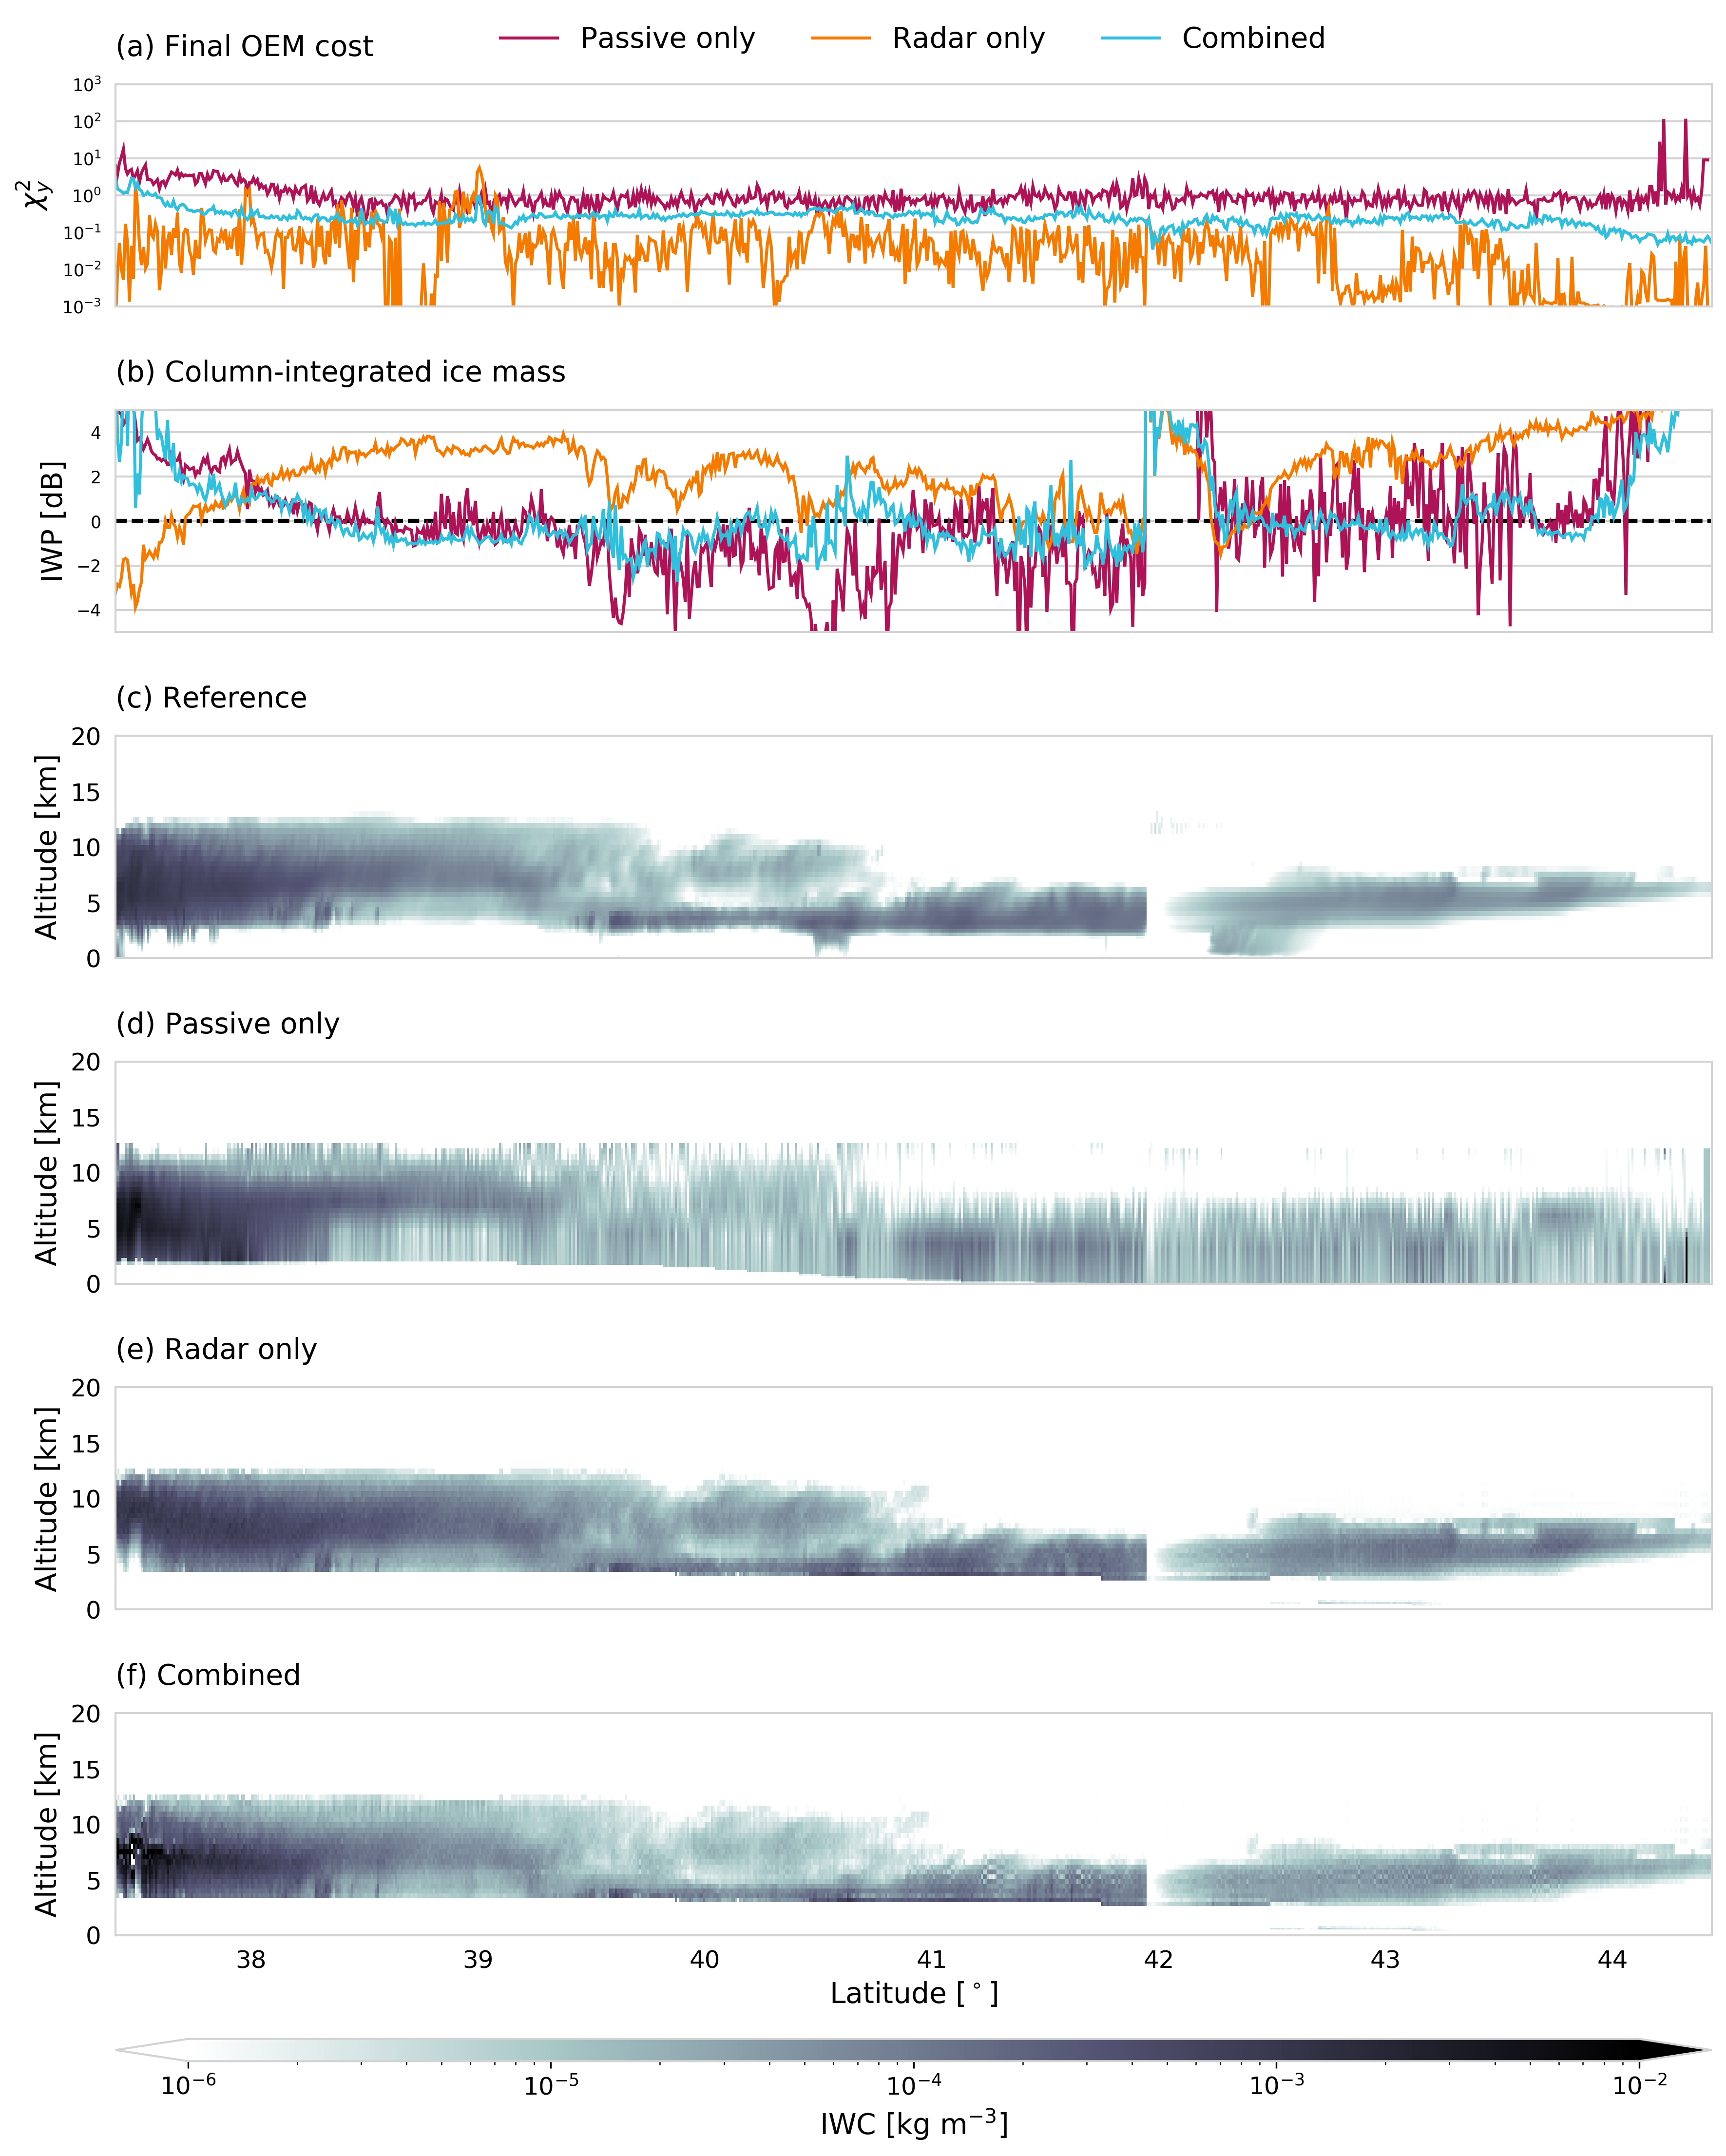 (a) Final OEM cost
Passive only
Radar only
Combined
10³
10²
10¹
10⁰
10⁻¹
10⁻²
10⁻³
χ²y
(b) Column-integrated ice mass
4
2
0
−2
−4
IWP [dB]
(c) Reference
20
15
10
5
0
Altitude [km]
(d) Passive only
20
15
10
5
0
Altitude [km]
(e) Radar only
20
15
10
5
0
Altitude [km]
(f) Combined
20
15
10
5
0
Altitude [km]
38 39 40 41 42 43 44
Latitude [°]
10⁻⁶ 10⁻⁵ 10⁻⁴ 10⁻³ 10⁻²
IWC [kg m⁻³]